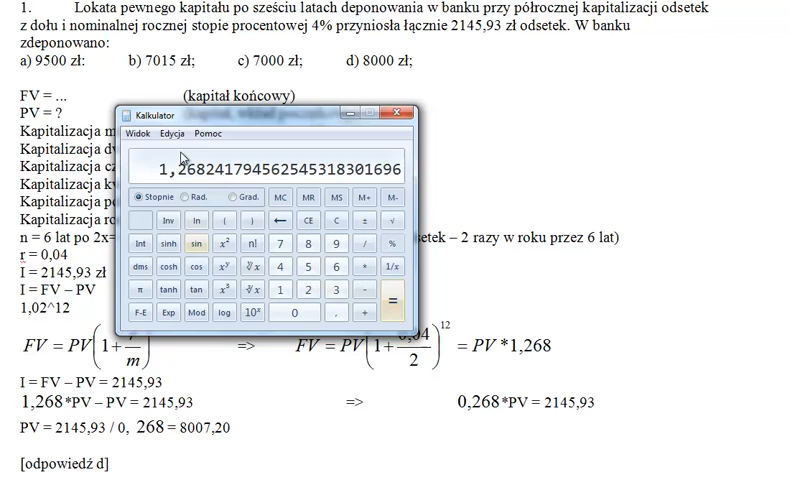 1. Lokata pewnego kapitału po sześciu latach deponowania w banku przy półrocznej kapitalizacji odsetek
z dołu i nominalnej rocznej stopie procentowej 4% przyniosła łącznie 2145,93 zł odsetek. W banku
zdeponowano:
a) 9500 zł: b) 7015 zł; c) 7000 zł; d) 8000 zł;
FV = ... (kapitał końcowy)
PV = ?
Kalkulator
Kapitalizacja m
Widok Edycja Pomoc
Kapitalizacja
1,268241794562545318301696
Kapitalizacja
Kapitalizacja
Stopnie Rad. Grad. MC MR MS M+ M-
Kapitalizacja
Inv ln ( ) ← CE C ± √
Kapitalizacja
n = 6 lat po 2x= setek – 2 razy w roku przez 6 lat)
Int sinh sin x² n! 7 8 9 / %
r = 0,04
dms cosh cos xʸ ʸ√x 4 5 6 * 1/x
I = 2145,93 zł
π tanh tan x³ ³√x 1 2 3 - =
I = FV – PV
F-E Exp Mod log 10ˣ 0 , +
1,02^12
FV = PV(1+ r/m) => FV = PV(1+ 0,04/2)^12 = PV *1,268
I = FV – PV = 2145,93
1,268 *PV – PV = 2145,93 => 0,268 *PV = 2145,93
PV = 2145,93 / 0, 268 = 8007,20
[odpowiedź d]